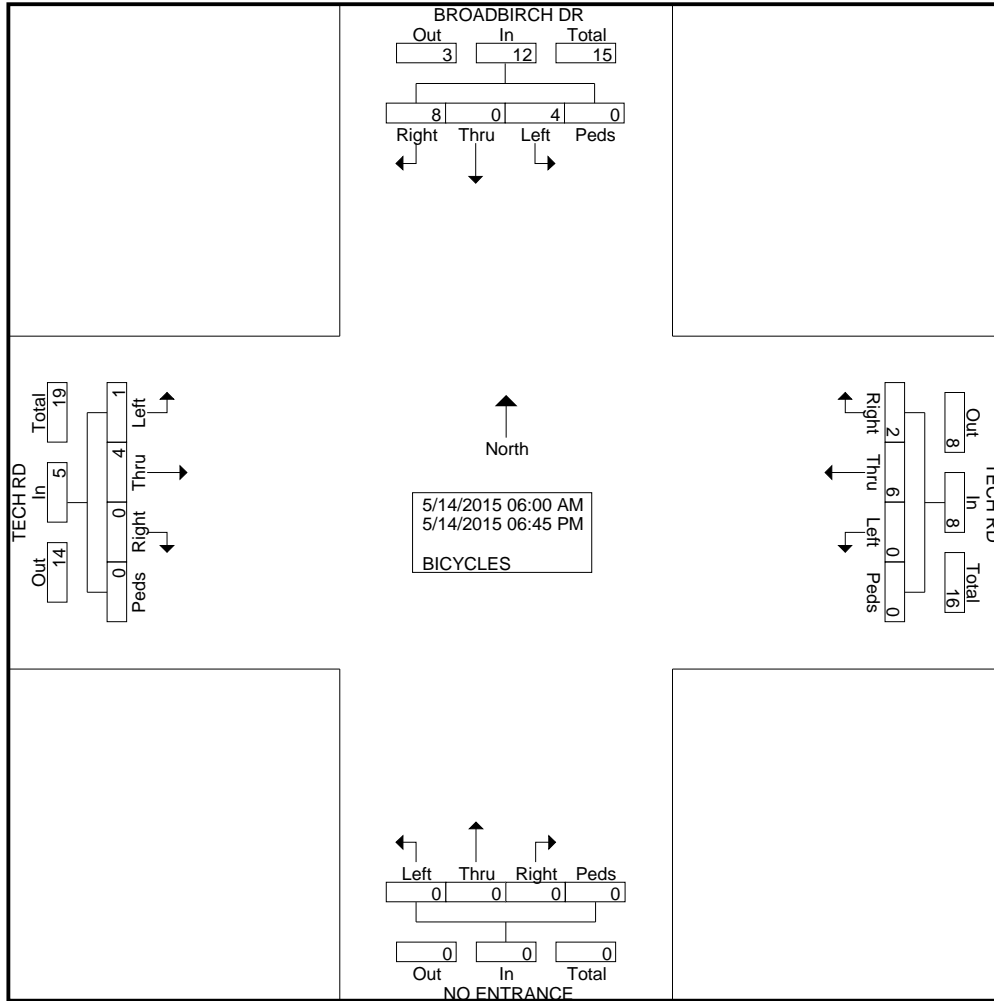 BROADBIRCH DR
Out In Total
3 12 15
8 0 4 0
Right Thru Left Peds
TECH RD
Total In Out
19 5 14
1 4 0 0
Left Thru Right Peds
North
5/14/2015 06:00 AM
5/14/2015 06:45 PM
BICYCLES
Right Thru Left Peds
2 6 0 0
Out In Total
8 8 16
TECH RD
Left Thru Right Peds
0 0 0 0
0 0 0
Out In Total
NO ENTRANCE